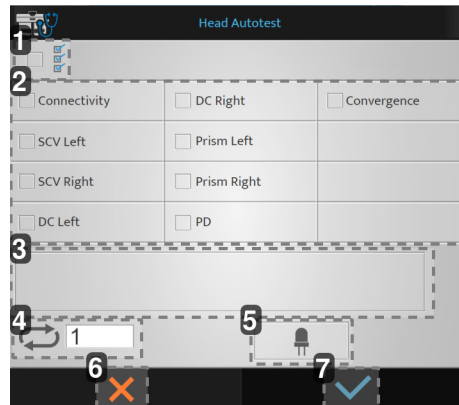 Head Autotest
1
2
Connectivity DC Right Convergence
SCV Left Prism Left
SCV Right Prism Right
DC Left PD
3
4 5
1
6 7